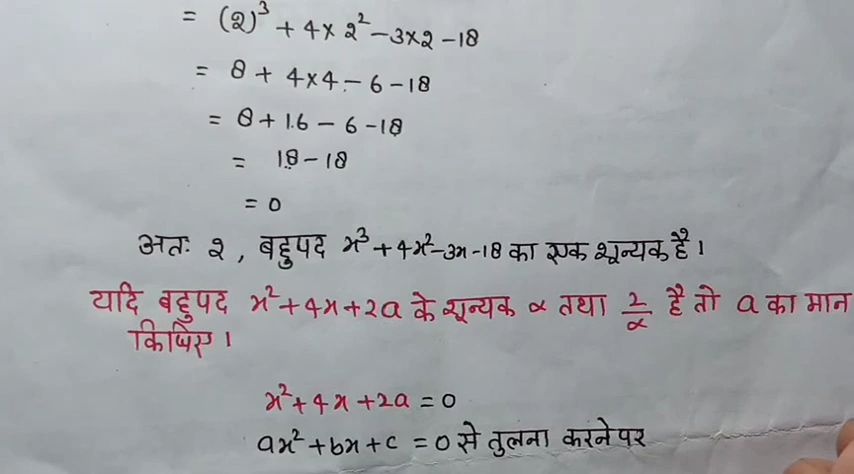 = (2)³ + 4 × 2² - 3×2 - 18
= 8 + 4×4 - 6 - 18
= 8 + 16 - 6 - 18
= 18 - 18
= 0
अतः 2, बहुपद x³ + 4x² - 3x - 18 का एक शून्यक है।
यदि बहुपद x² + 4x + 2a के शून्यक α तथा 2/α है तो a का मान
किजिए।
x² + 4x + 2a = 0
ax² + bx + c = 0 से तुलना करने पर